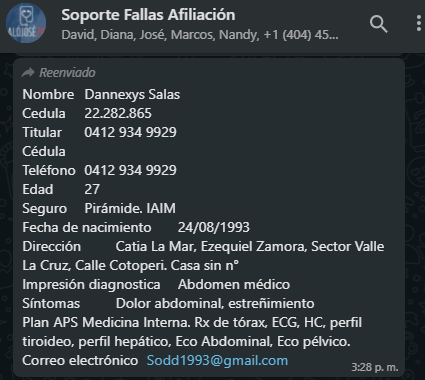 Soporte Fallas Afiliación
David, Diana, José, Marcos, Nandy, +1 (404) 45...
ALÓJOSÉ
Reenviado
Nombre Dannexys Salas
Cedula 22.282.865
Titular 0412 934 9929
Cédula
Teléfono 0412 934 9929
Edad 27
Seguro Pirámide. IAIM
Fecha de nacimiento 24/08/1993
Dirección Catia La Mar, Ezequiel Zamora, Sector Valle
La Cruz, Calle Cotoperi. Casa sin n°
Impresión diagnostica Abdomen médico
Síntomas Dolor abdominal, estreñimiento
Plan APS Medicina Interna. Rx de tórax, ECG, HC, perfil
tiroideo, perfil hepático, Eco Abdominal, Eco pélvico.
Correo electrónico Sodd1993@gmail.com
3:28 p. m.